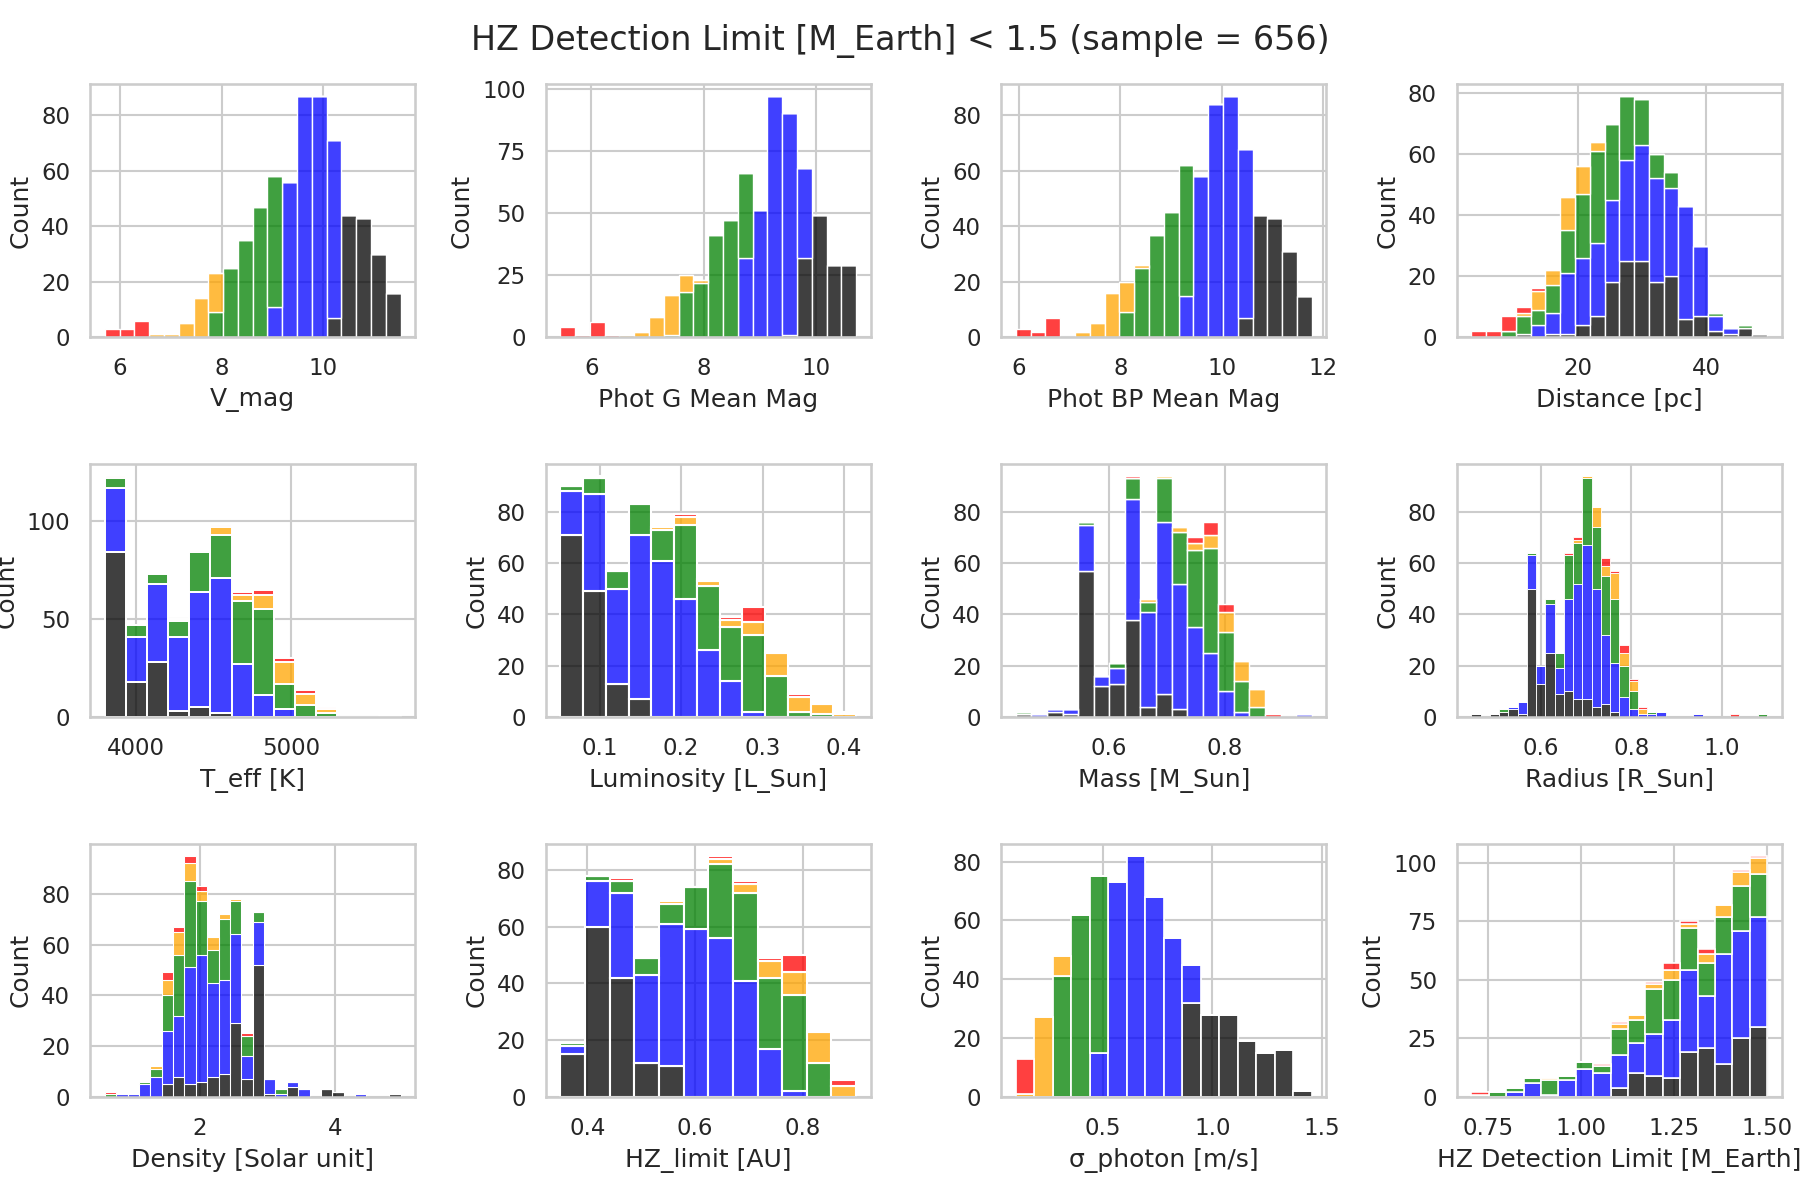 HZ Detection Limit [M_Earth] < 1.5 (sample = 656)
Count
80
60
40
20
0
6 8 10
V_mag
Count
100
75
50
25
0
6 8 10
Phot G Mean Mag
Count
80
60
40
20
0
6 8 10 12
Phot BP Mean Mag
Count
80
60
40
20
0
20 40
Distance [pc]
Count
100
50
0
4000 5000
T_eff [K]
Count
80
60
40
20
0
0.1 0.2 0.3 0.4
Luminosity [L_Sun]
Count
80
60
40
20
0
0.6 0.8
Mass [M_Sun]
Count
80
60
40
20
0
0.6 0.8 1.0
Radius [R_Sun]
Count
80
60
40
20
0
2 4
Density [Solar unit]
Count
80
60
40
20
0
0.4 0.6 0.8
HZ_limit [AU]
Count
80
60
40
20
0
0.5 1.0 1.5
σ_photon [m/s]
Count
100
75
50
25
0
0.75 1.00 1.25 1.50
HZ Detection Limit [M_Earth]